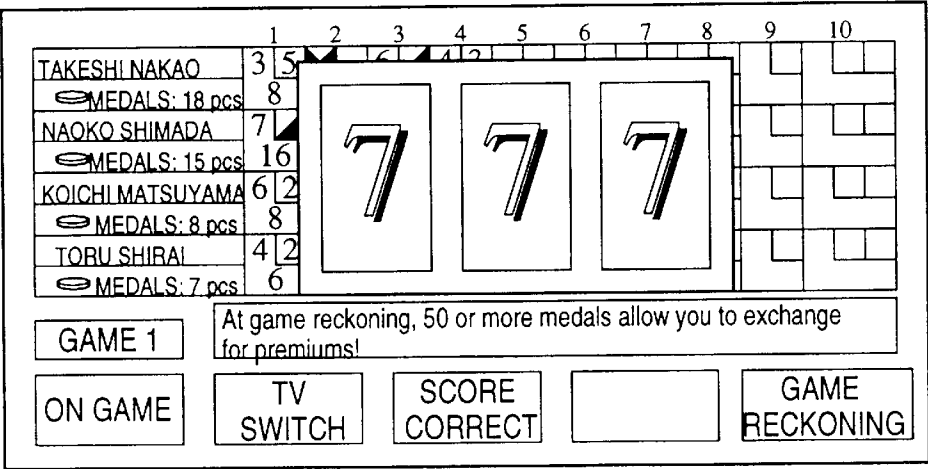 1 2 3 4 5 6 7 8 9 10
TAKESHI NAKAO 3 5 6 4 3
MEDALS: 18 pcs 8
NAOKO SHIMADA 7
MEDALS: 15 pcs 16
KOICHI MATSUYAMA 6 2
MEDALS: 8 pcs 8
TORU SHIRAI 4 2
MEDALS: 7 pcs 6
7 7 7
GAME 1
At game reckoning, 50 or more medals allow you to exchange
for premiums!
ON GAME
TV
SWITCH
SCORE
CORRECT
GAME
RECKONING